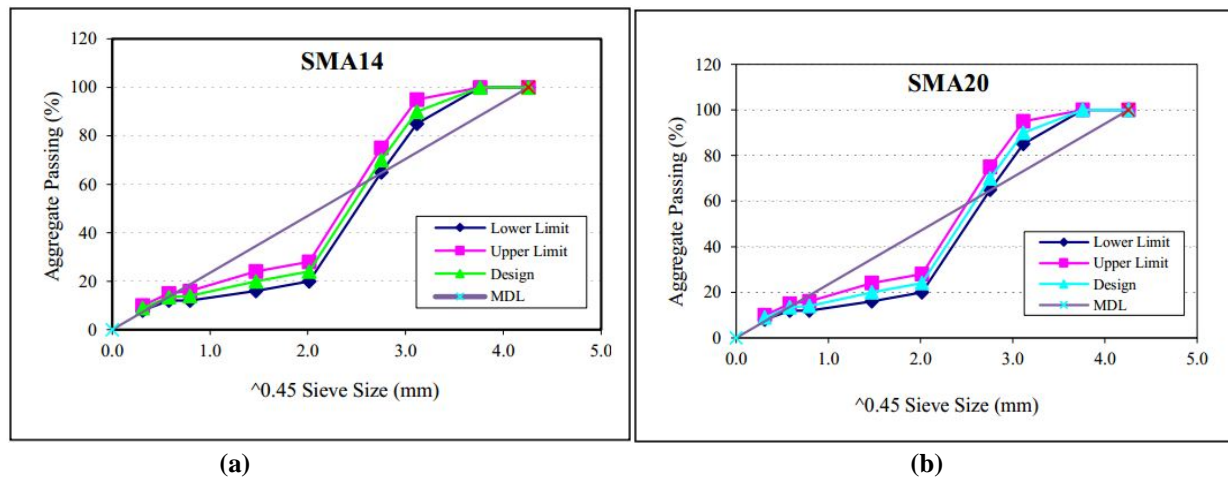 SMA14
Aggregate Passing (%)
120
100
80
60
40
20
0
0.0 1.0 2.0 3.0 4.0 5.0
^0.45 Sieve Size (mm)
Lower Limit
Upper Limit
Design
MDL
(a)
SMA20
Aggregate Passing (%)
120
100
80
60
40
20
0
0.0 1.0 2.0 3.0 4.0 5.0
^0.45 Sieve Size (mm)
Lower Limit
Upper Limit
Design
MDL
(b)